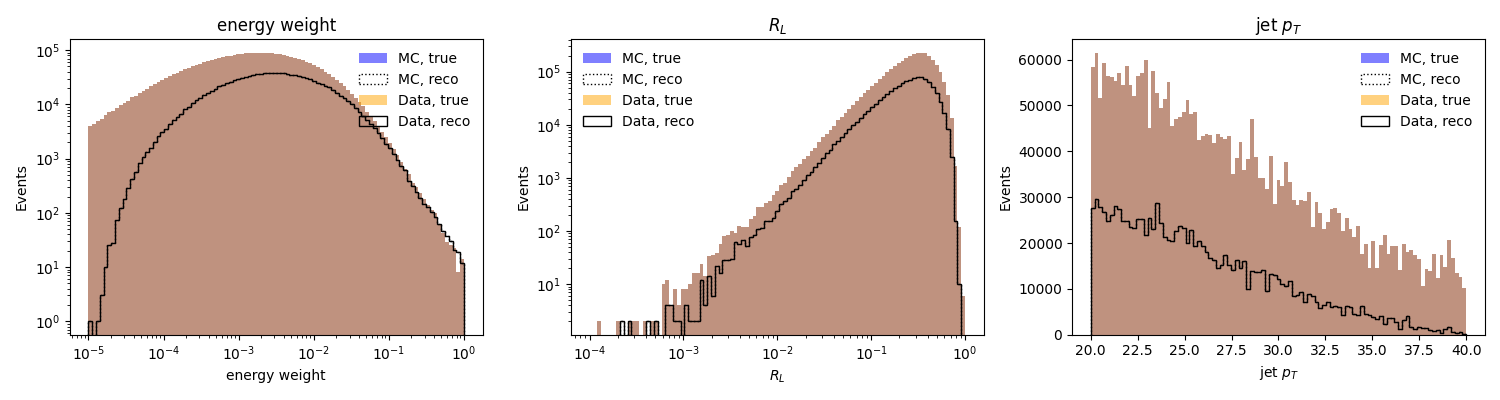 energy weight
10^5
10^4
10^3
10^2
10^1
10^0
Events
10^-5 10^-4 10^-3 10^-2 10^-1 10^0
energy weight
MC, true
MC, reco
Data, true
Data, reco
R_L
10^5
10^4
10^3
10^2
10^1
Events
10^-4 10^-3 10^-2 10^-1 10^0
R_L
MC, true
MC, reco
Data, true
Data, reco
jet p_T
60000
50000
40000
30000
20000
10000
0
Events
20.0 22.5 25.0 27.5 30.0 32.5 35.0 37.5 40.0
jet p_T
MC, true
MC, reco
Data, true
Data, reco